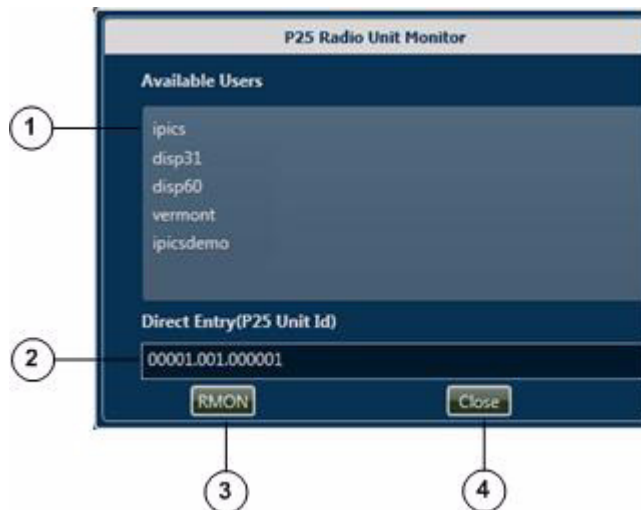 P25 Radio Unit Monitor
Available Users
1
ipics
disp31
disp60
vermont
ipicsdemo
Direct Entry(P25 Unit Id)
2
00001.001.000001
RMON
Close
3
4